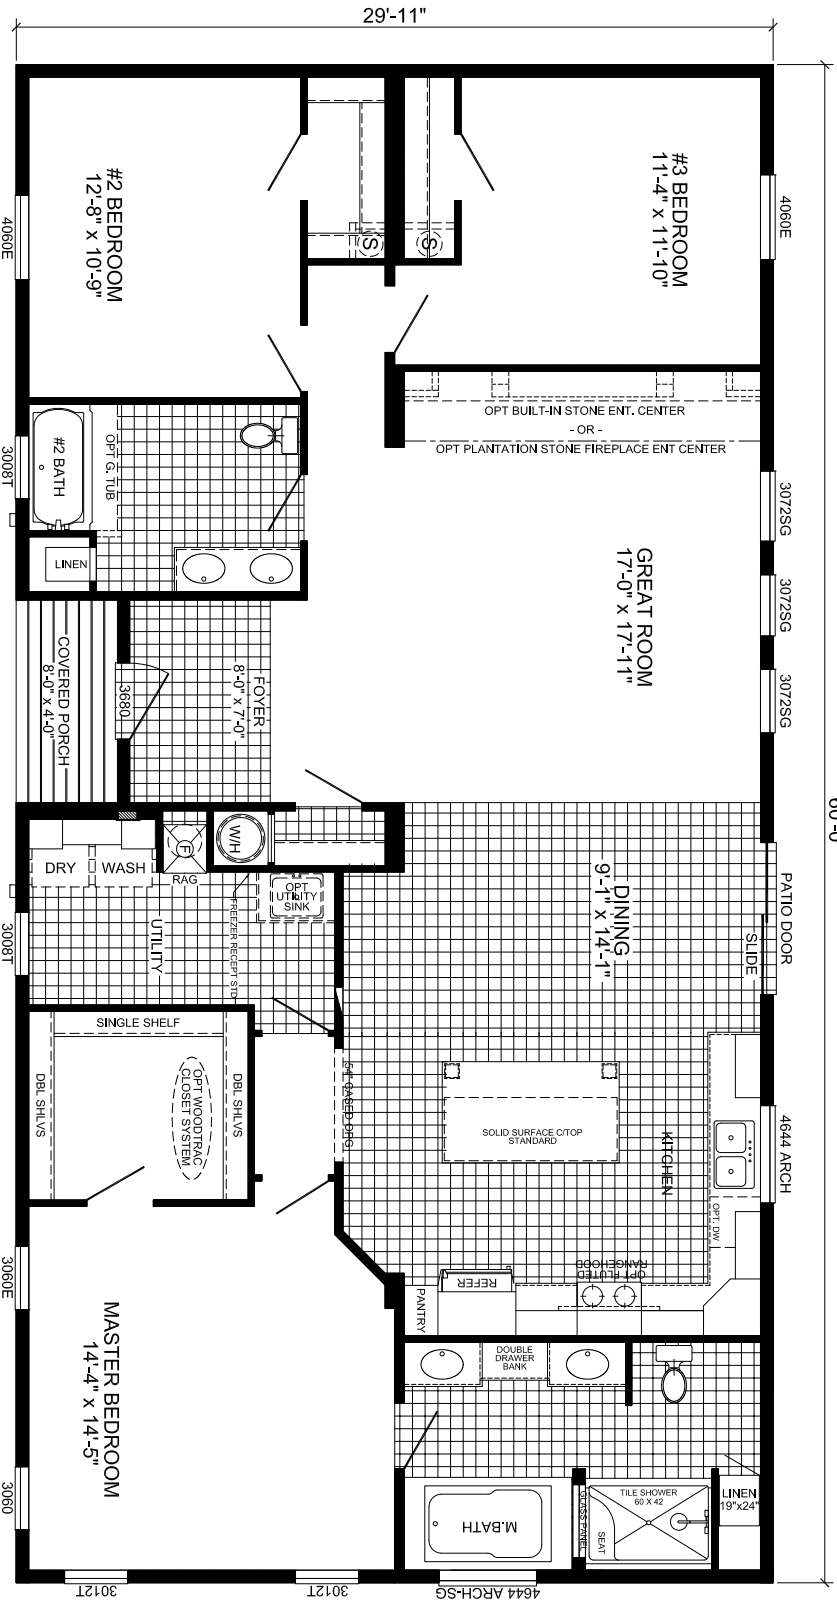 29'-11"
#2 BEDROOM
12'-8" x 10'-9"
#3 BEDROOM
11'-4" x 11'-10"
S
S
4060E
4060E
OPT BUILT-IN STONE ENT. CENTER
- OR -
OPT PLANTATION STONE FIREPLACE ENT CENTER
#2 BATH
OPT G. TUB
3008T
LINEN
3072SG
3072SG
3072SG
GREAT ROOM
17'-0" x 17'-11"
COVERED PORCH
8'-0" x 4'-0"
3680
FOYER
8'-0" x 7'-0"
W/H
F
RAG
DRY
WASH
OPT
UTILITY
SINK
FREEZER RECEPT STD
UTILITY
3008T
DINING
9'-1" x 14'-1"
PATIO DOOR
SLIDE
SINGLE SHELF
DBL SHLVS
DBL SHLVS
OPT WOODTRAC
CLOSET SYSTEM
54" CASED OPG
SOLID SURFACE C/TOP
STANDARD
KITCHEN
4644 ARCH
OPT. DW
OPT FLUTED
RANGEHOOD
REFER
PANTRY
3060E
MASTER BEDROOM
14'-4" x 14'-5"
3060
3012T
3012T
DOUBLE
DRAWER
BANK
M.BATH
GLASS PANEL
TILE SHOWER
60 X 42
SEAT
LINEN
19"x24"
4644 ARCH-SG